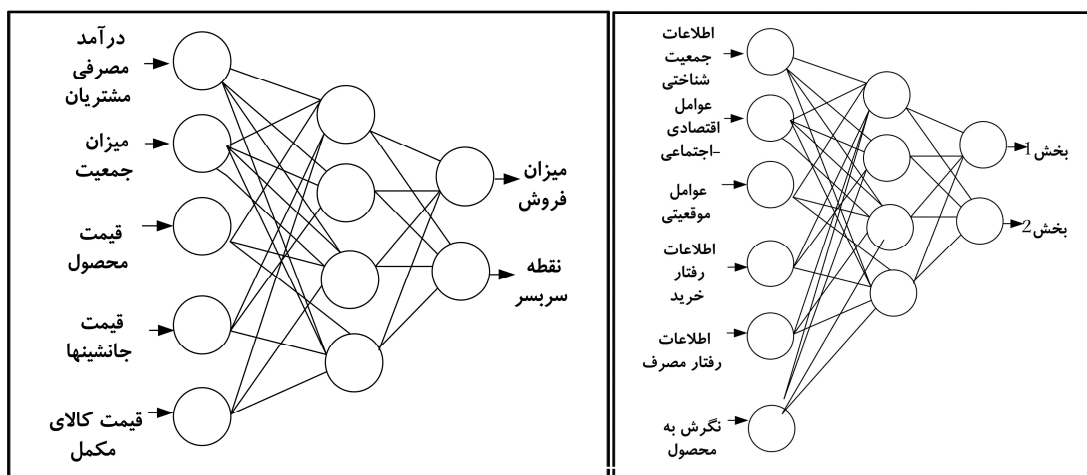 درآمد
مصرفی
مشتریان
میزان
جمعیت
قیمت
محصول
قیمت
جانشینها
قیمت کالای
مکمل
میزان
فروش
نقطه
سربسر
اطلاعات
جمعیت
شناختی
عوامل
اقتصادی
-اجتماعی
عوامل
موقعیتی
اطلاعات
رفتار
خرید
اطلاعات
رفتار مصرف
نگرش به
محصول
بخش1
بخش2